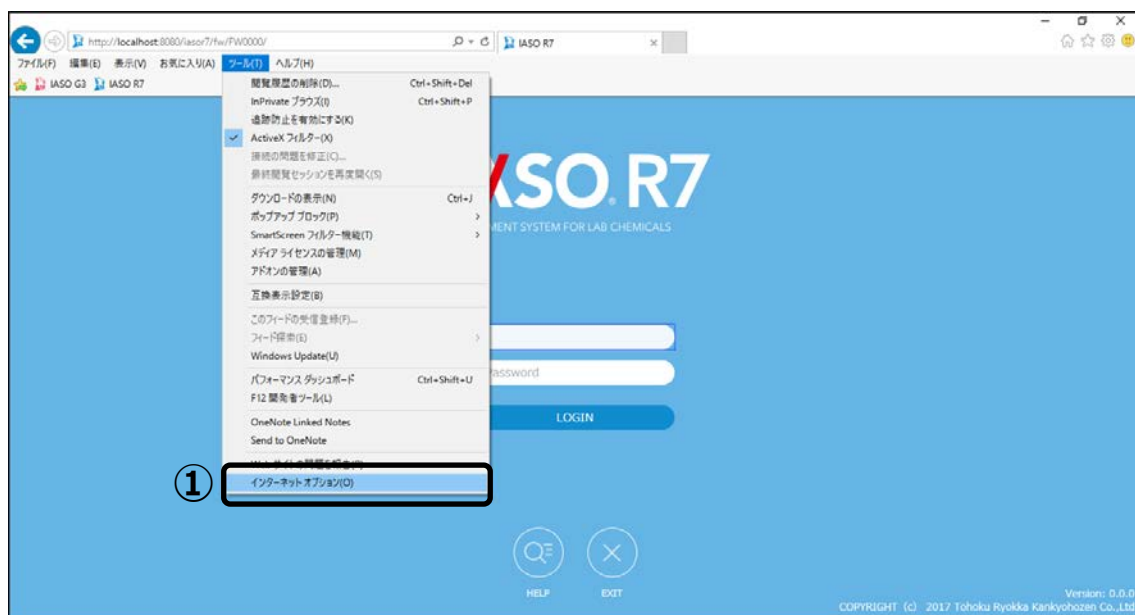 http://localhost:8080/iasor7/fw/FW0000/
IASO R7
ファイル(F) 編集(E) 表示(V) お気に入り(A) ツール(T) ヘルプ(H)
IASO G3 IASO R7
閲覧履歴の削除(D)... Ctrl+Shift+Del
InPrivate ブラウズ(I) Ctrl+Shift+P
追跡防止を有効にする(K)
ActiveX フィルター(X)
接続の問題を修正(C)...
最終閲覧セッションを再度開く(S)
ダウンロードの表示(N) Ctrl+J
ポップアップ ブロック(P)
SmartScreen フィルター機能(T)
メディア ライセンスの管理(M)
アドオンの管理(A)
互換表示設定(B)
このフィードの受信登録(F)...
フィード探索(E)
Windows Update(U)
パフォーマンス ダッシュボード Ctrl+Shift+U
F12 開発者ツール(L)
OneNote Linked Notes
Send to OneNote
① インターネット オプション(O)
SO R7
MENT SYSTEM FOR LAB CHEMICALS
Password
LOGIN
HELP EXIT
Version: 0.0.0
COPYRIGHT (c) 2017 Tohoku Ryokka Kankyohozen Co.,Ltd